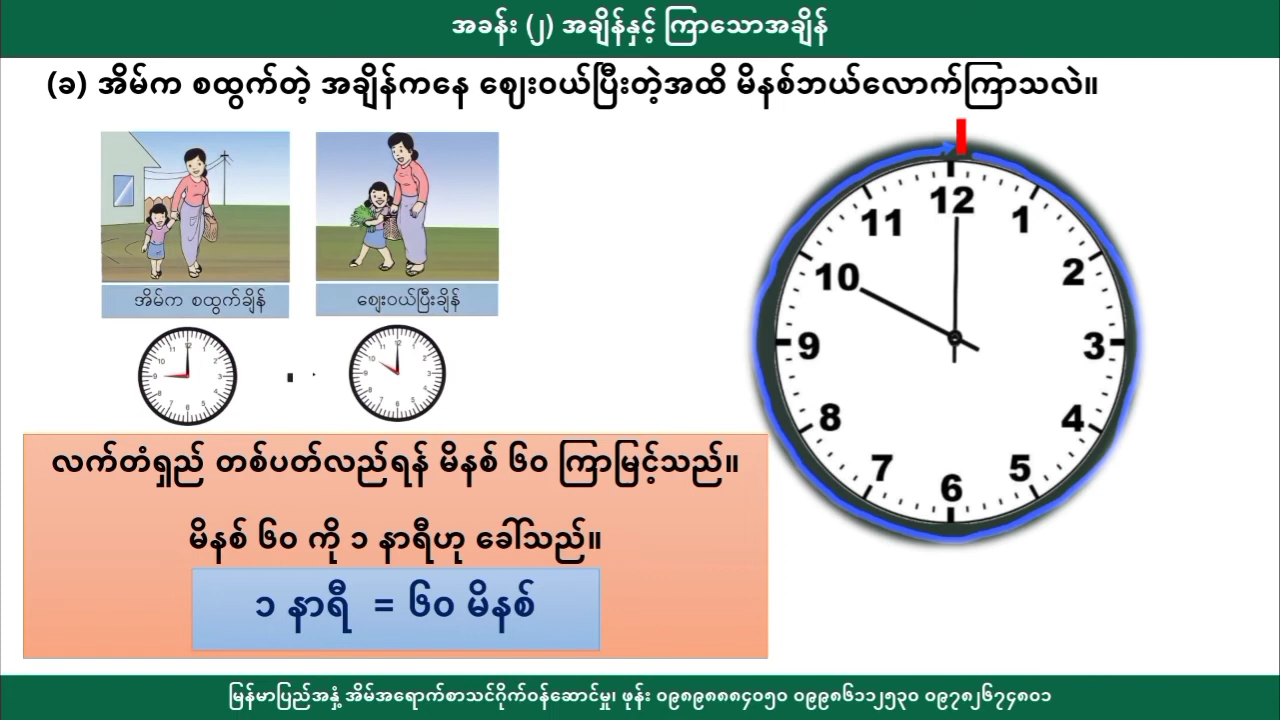 အခန်း (၂) အချိန်နှင့် ကြာသောအချိန်
(ခ) အိမ်က စထွက်တဲ့ အချိန်ကနေ ဈေးဝယ်ပြီးတဲ့အထိ မိနစ်ဘယ်လောက်ကြာသလဲ။
အိမ်က စထွက်ချိန်
ဈေးဝယ်ပြီးချိန်
12
1
2
3
4
5
6
7
8
9
10
11
လက်တံရှည် တစ်ပတ်လည်ရန် မိနစ် ၆၀ ကြာမြင့်သည်။
မိနစ် ၆၀ ကို ၁ နာရီဟု ခေါ်သည်။
၁ နာရီ = ၆၀ မိနစ်
မြန်မာပြည်အနှံ့ အိမ်အရောက်စာသင်ဂိုက်ဝန်ဆောင်မှု၊ ဖုန်း ၀၉၈၉၈၈၈၄၀၅၀ ၀၉၉၈၆၁၁၂၅၃၀ ၀၉၇၈၂၆၇၄၈၀၁